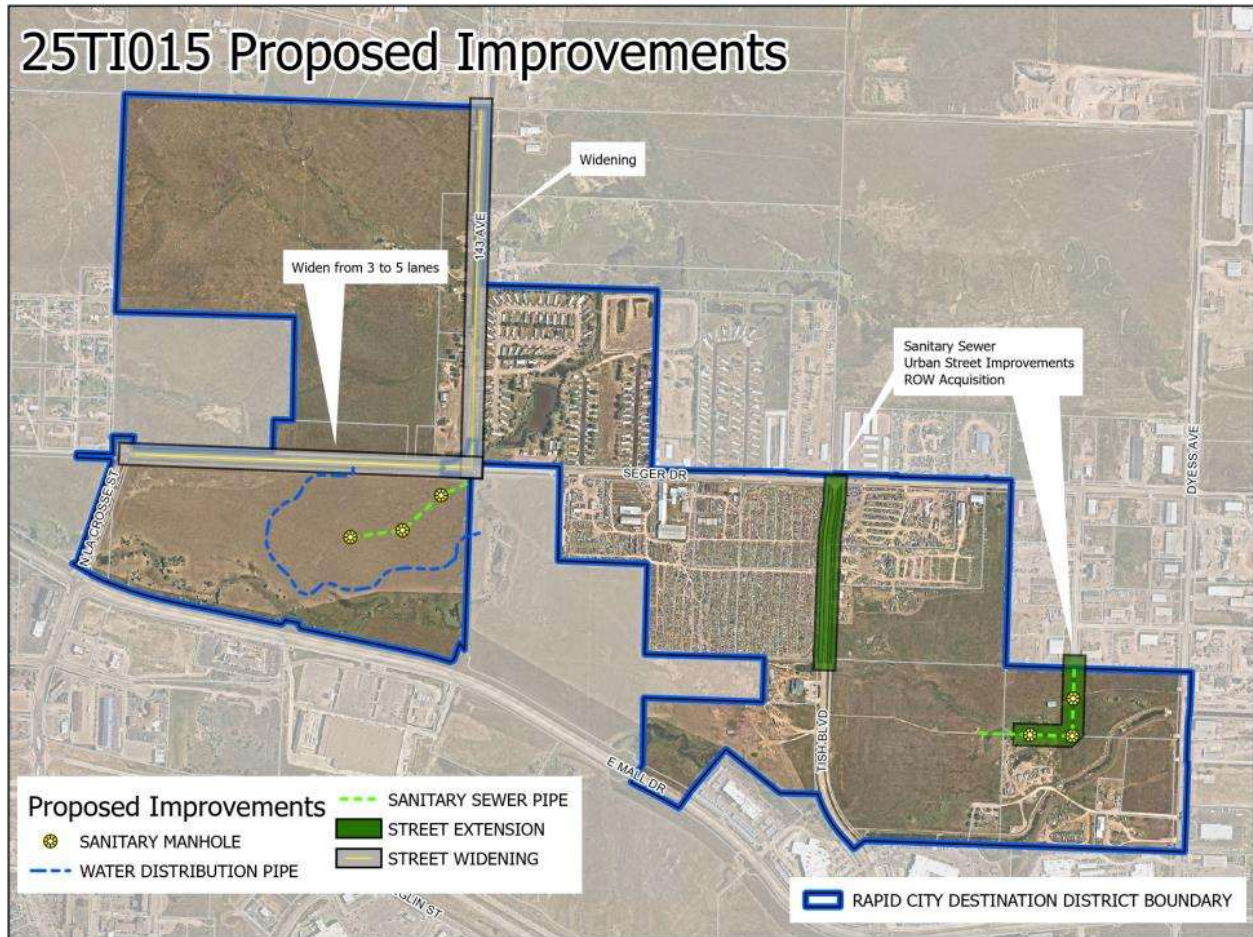 25TI015 Proposed Improvements
Widening
143 AVE
Widen from 3 to 5 lanes
Sanitary Sewer
Urban Street Improvements
ROW Acquisition
SEGER DR
DYESS AVE
N LA CROSSE ST
TISH BLVD
E MALL DR
Proposed Improvements
SANITARY MANHOLE
WATER DISTRIBUTION PIPE
SANITARY SEWER PIPE
STREET EXTENSION
STREET WIDENING
GLIN ST
RAPID CITY DESTINATION DISTRICT BOUNDARY